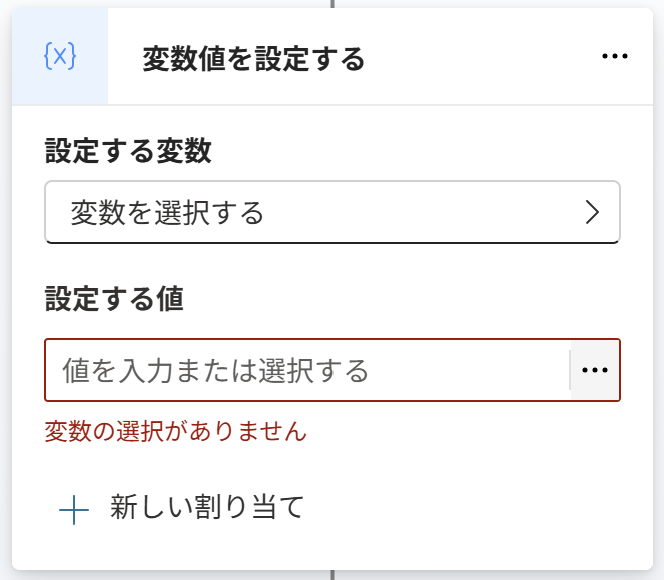 {x}
変数値を設定する
設定する変数
変数を選択する
設定する値
値を入力または選択する
変数の選択がありません
新しい割り当て